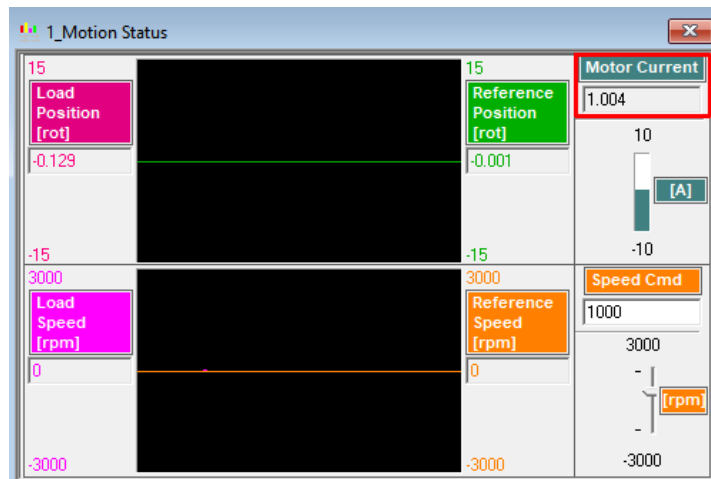 1_Motion Status
15
Load
Position
[rot]
-0.129
-15
15
Reference
Position
[rot]
-0.001
-15
Motor Current
1.004
10
[A]
-10
3000
Load
Speed
[rpm]
0
-3000
3000
Reference
Speed
[rpm]
0
-3000
Speed Cmd
1000
3000
[rpm]
-3000